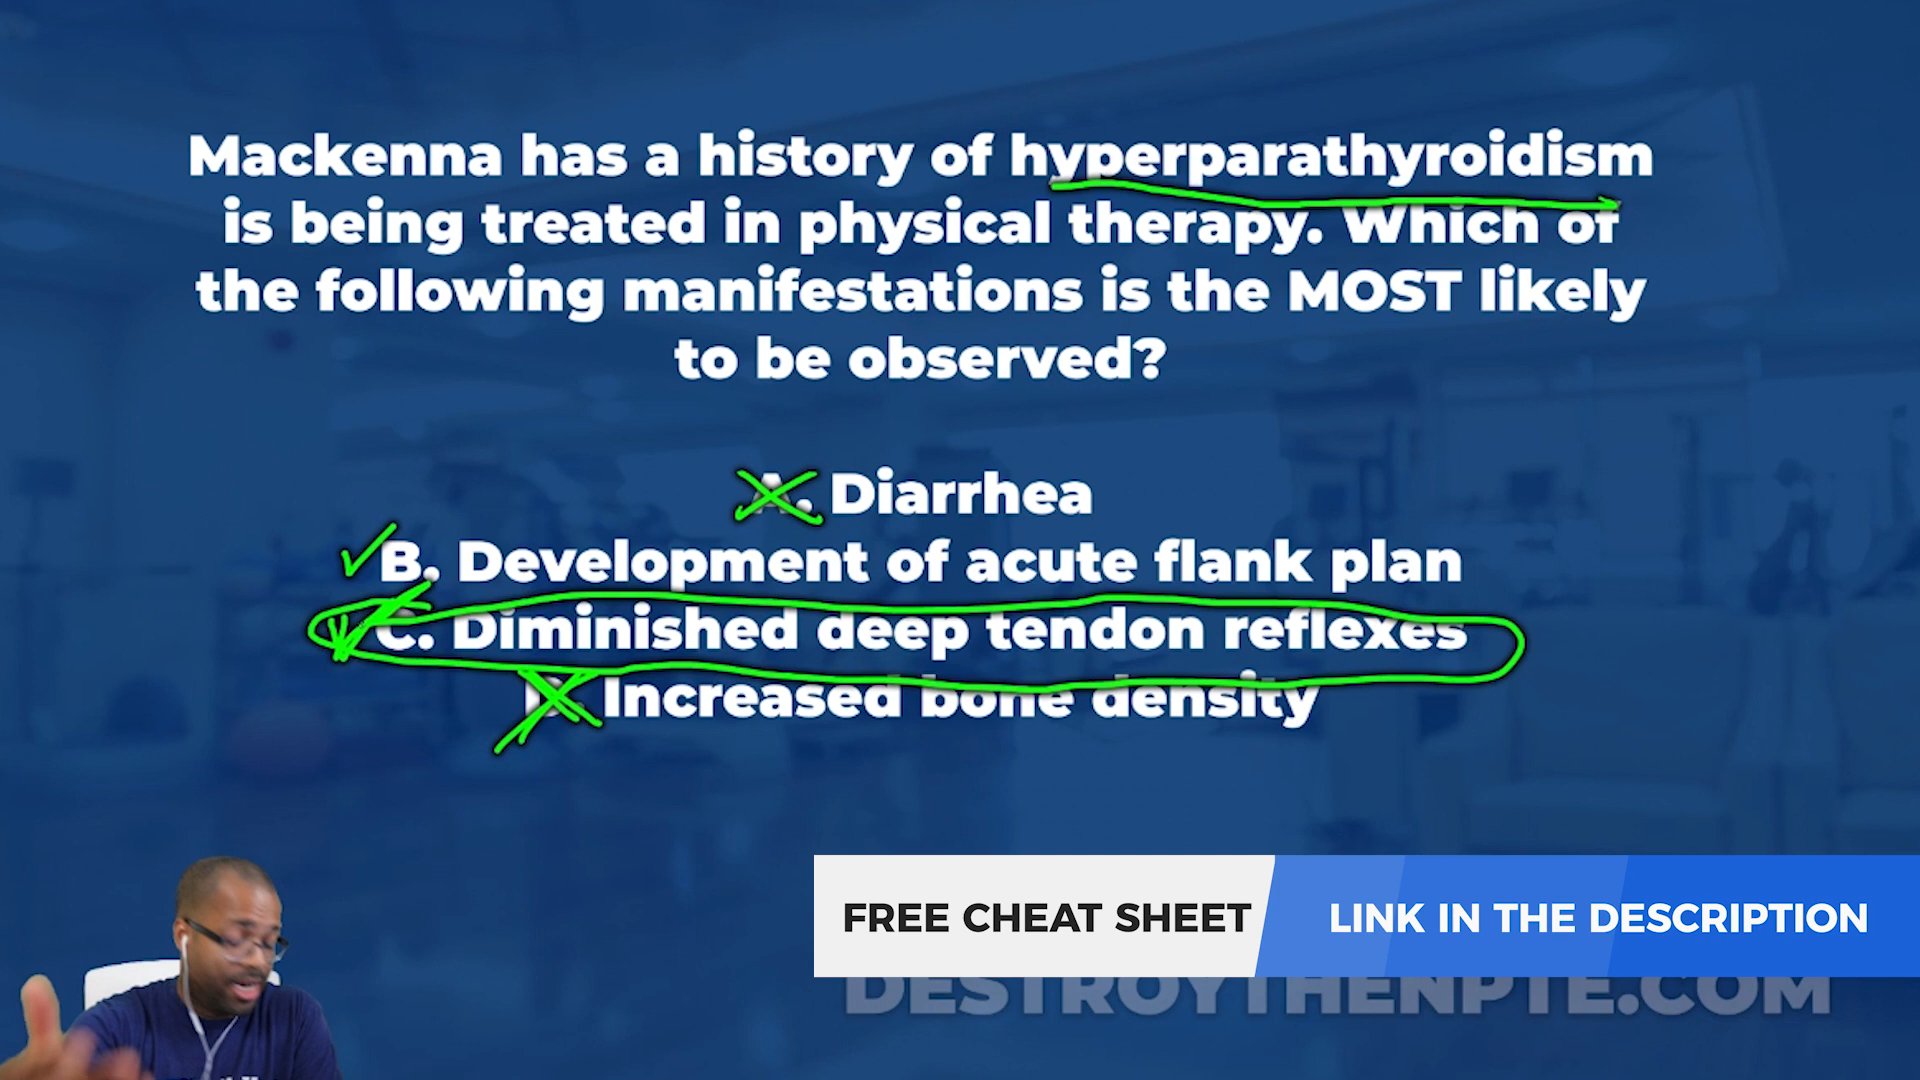 Mackenna has a history of hyperparathyroidism
is being treated in physical therapy. Which of
the following manifestations is the MOST likely
to be observed?
A. Diarrhea
B. Development of acute flank plan
C. Diminished deep tendon reflexes
D. Increased bone density
FREE CHEAT SHEET
LINK IN THE DESCRIPTION
DESTROYTHENPTE.COM